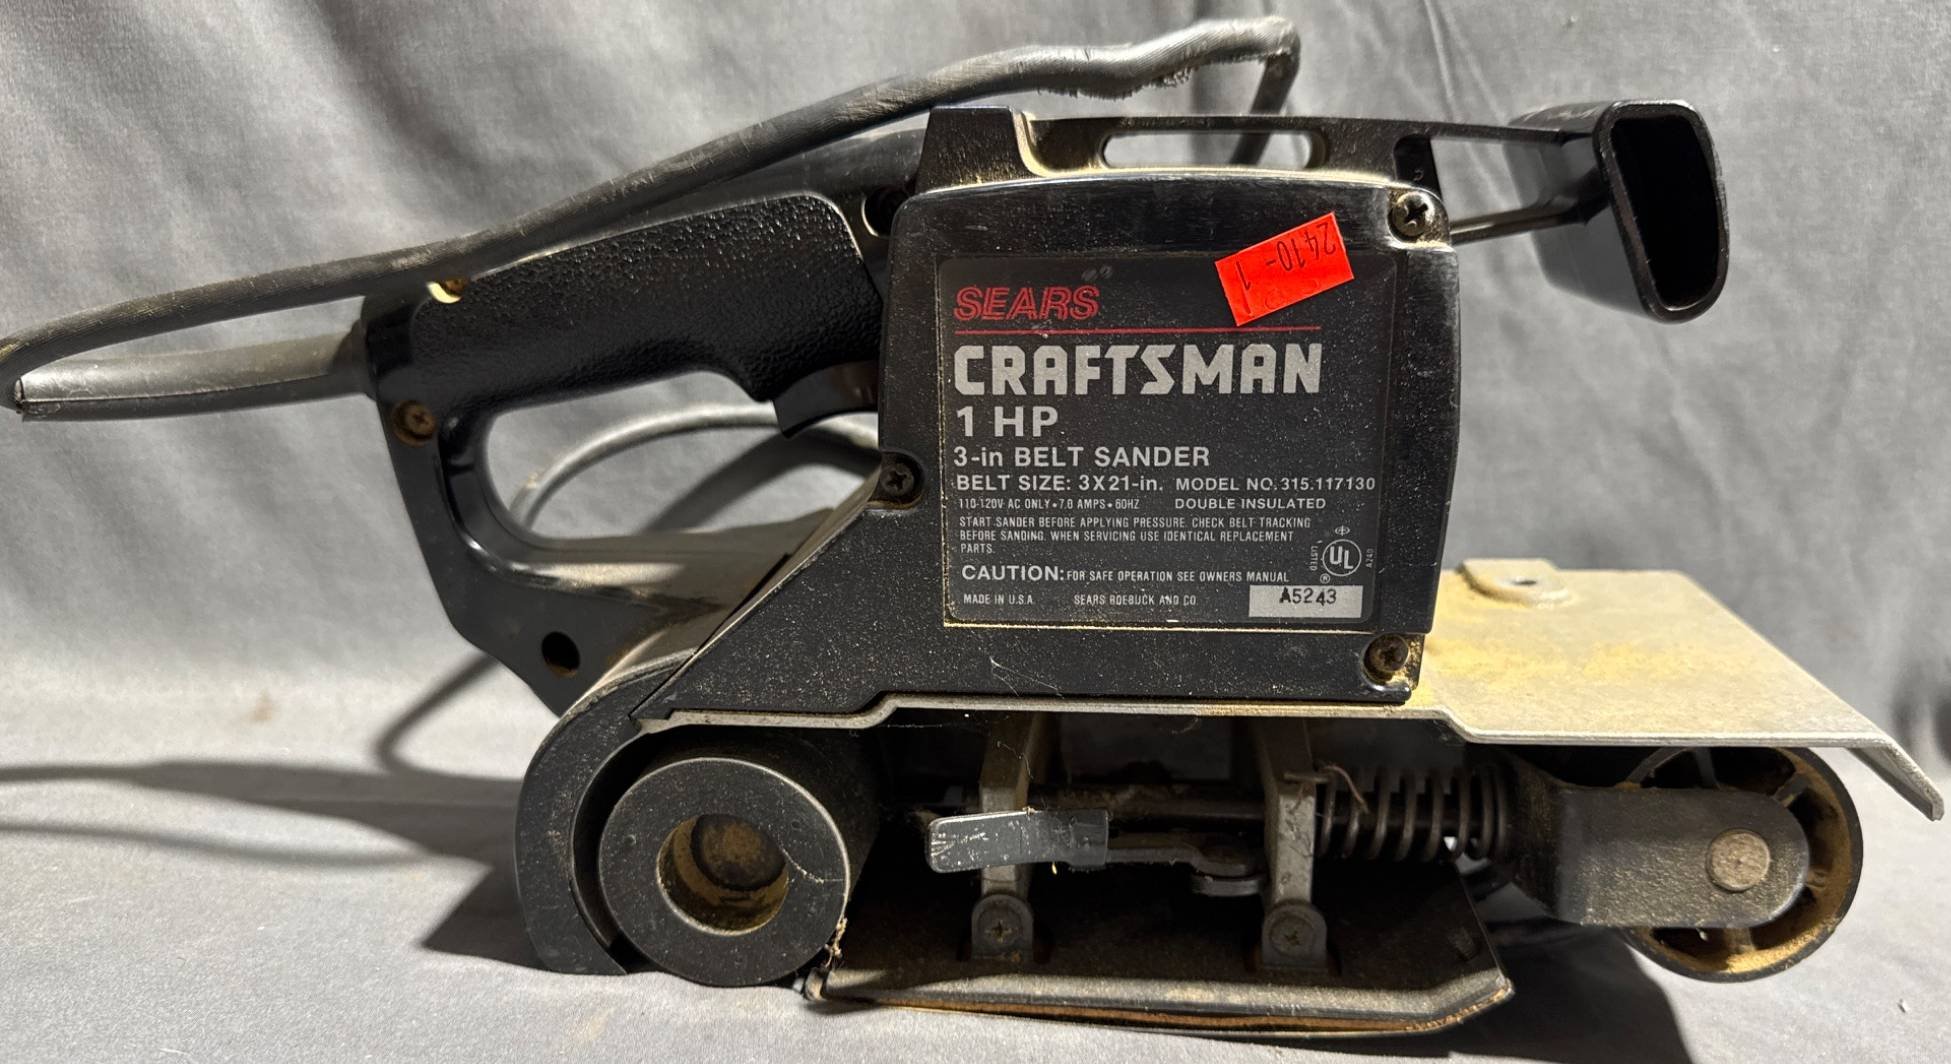 2410-1
SEARS
CRAFTSMAN
1 HP
3-in BELT SANDER
BELT SIZE: 3X21-in. MODEL NO. 315.117130
110-120V AC ONLY • 7.0 AMPS • 60HZ DOUBLE INSULATED
START SANDER BEFORE APPLYING PRESSURE. CHECK BELT TRACKING
BEFORE SANDING. WHEN SERVICING USE IDENTICAL REPLACEMENT
PARTS.
LISTED UL ® A240
CAUTION: FOR SAFE OPERATION SEE OWNERS MANUAL
MADE IN U.S.A. SEARS ROEBUCK AND CO. A5243